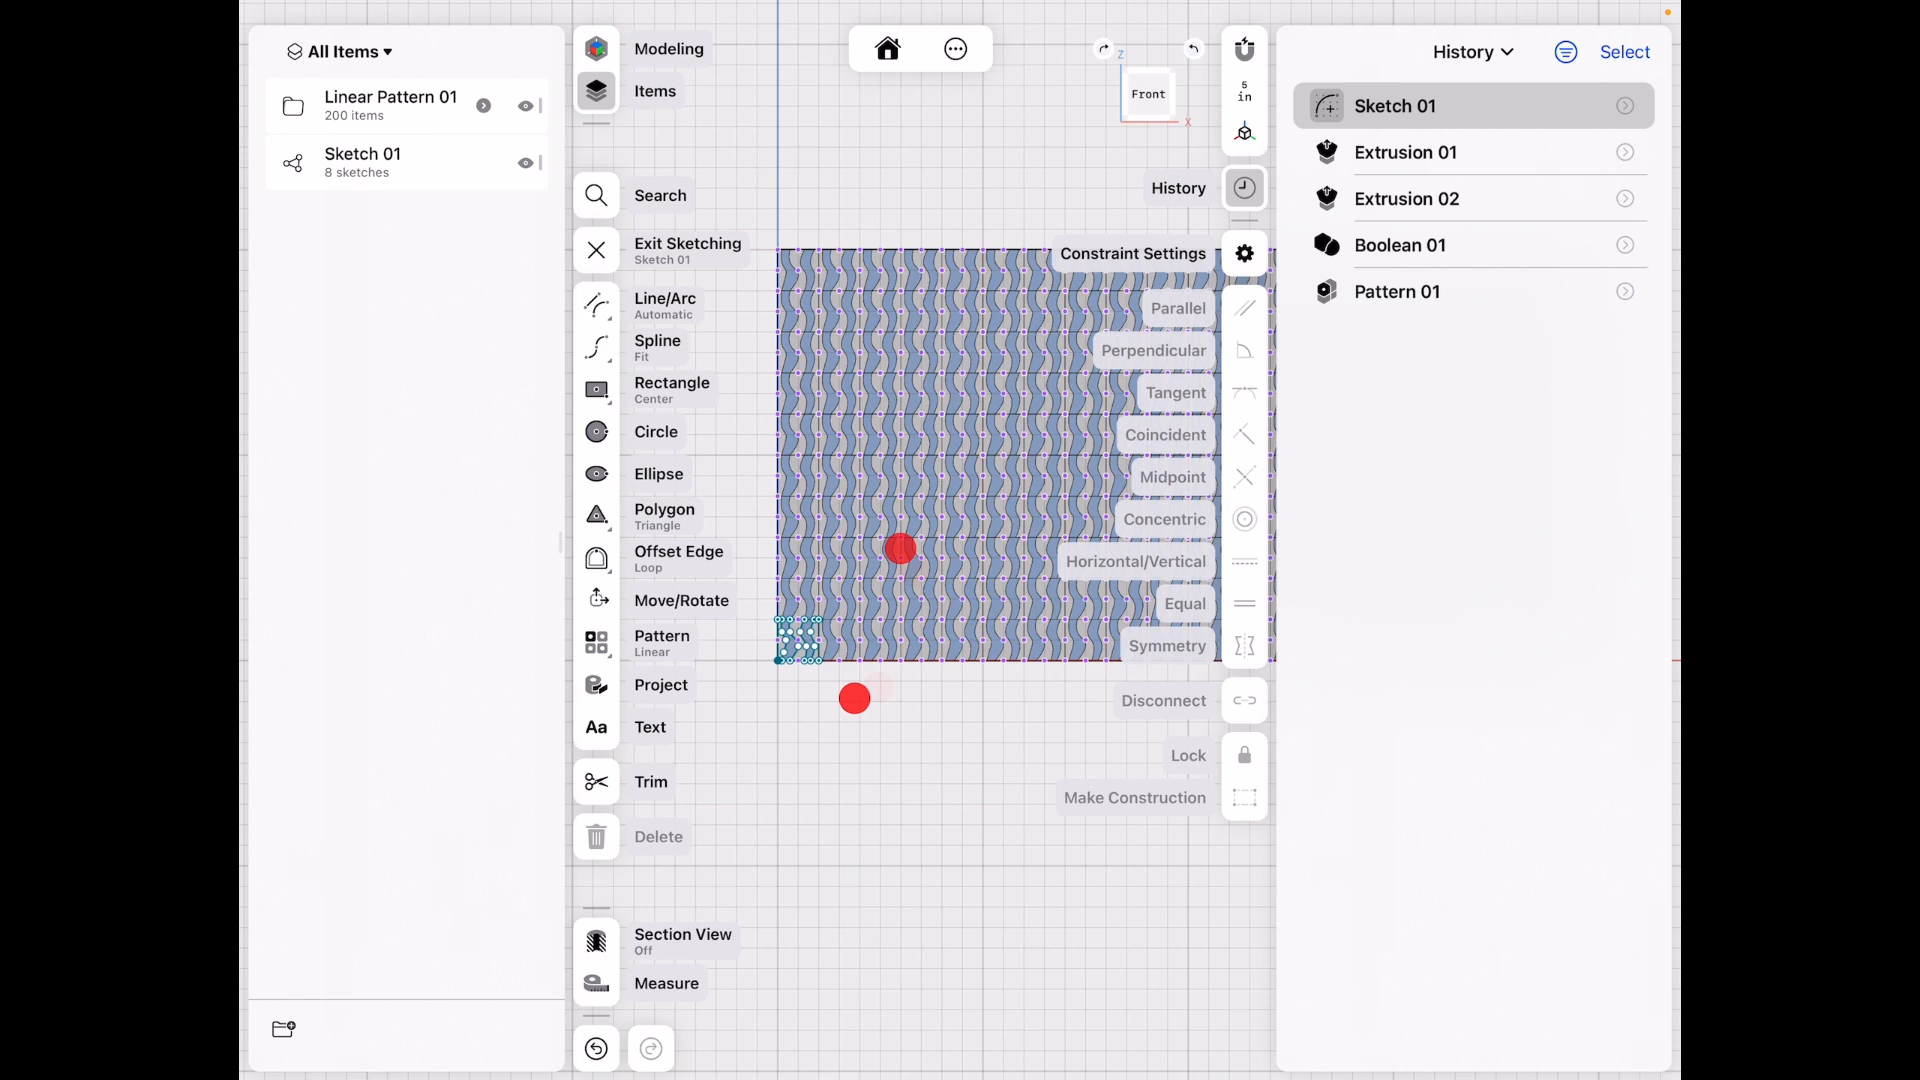 All Items
Linear Pattern 01
200 items
Sketch 01
8 sketches
Modeling
Items
Search
Exit Sketching
Sketch 01
Line/Arc
Automatic
Spline
Fit
Rectangle
Center
Circle
Ellipse
Polygon
Triangle
Offset Edge
Loop
Move/Rotate
Pattern
Linear
Project
Aa
Text
Trim
Delete
Section View
Off
Measure
Z
Front
X
5
in
History
Constraint Settings
Parallel
Perpendicular
Tangent
Coincident
Midpoint
Concentric
Horizontal/Vertical
Equal
Symmetry
Disconnect
Lock
Make Construction
History
Select
Sketch 01
Extrusion 01
Extrusion 02
Boolean 01
Pattern 01